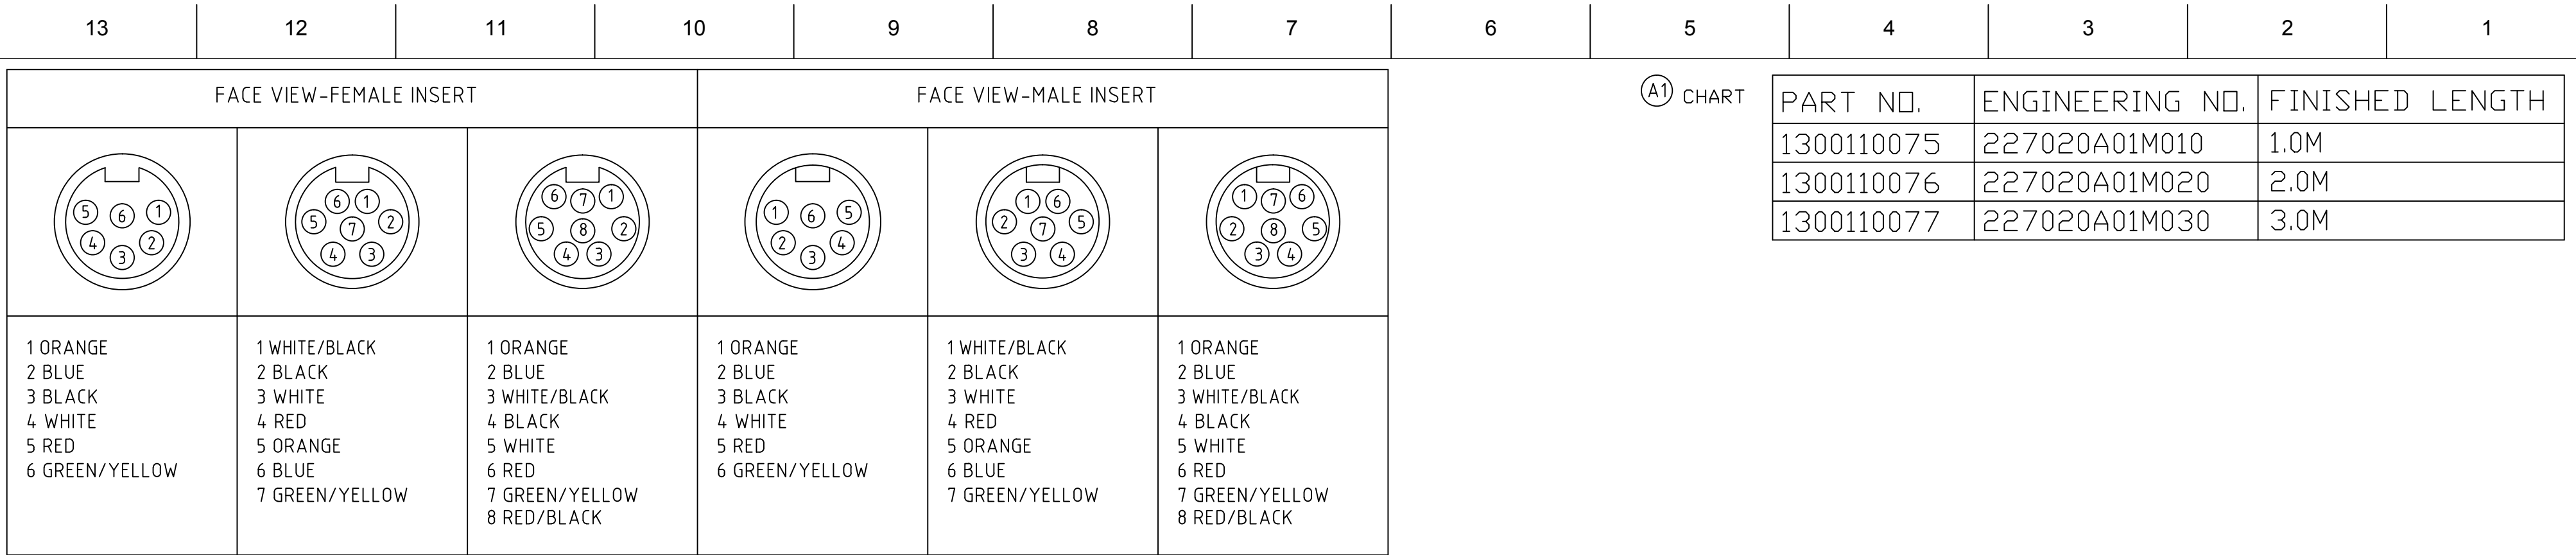 13 12 11 10 9 8 7 6 5 4 3 2 1
FACE VIEW-FEMALE INSERT
FACE VIEW-MALE INSERT
5 6 1
4 2
3
6 1
5 2
7
4 3
6 7 1
5 8 2
4 3
1 6 5
2 4
3
1 6
2 5
7
3 4
1 7 6
2 8 5
3 4
1 ORANGE
2 BLUE
3 BLACK
4 WHITE
5 RED
6 GREEN/YELLOW
1 WHITE/BLACK
2 BLACK
3 WHITE
4 RED
5 ORANGE
6 BLUE
7 GREEN/YELLOW
1 ORANGE
2 BLUE
3 WHITE/BLACK
4 BLACK
5 WHITE
6 RED
7 GREEN/YELLOW
8 RED/BLACK
1 ORANGE
2 BLUE
3 BLACK
4 WHITE
5 RED
6 GREEN/YELLOW
1 WHITE/BLACK
2 BLACK
3 WHITE
4 RED
5 ORANGE
6 BLUE
7 GREEN/YELLOW
1 ORANGE
2 BLUE
3 WHITE/BLACK
4 BLACK
5 WHITE
6 RED
7 GREEN/YELLOW
8 RED/BLACK
A1 CHART
PART NO. ENGINEERING NO. FINISHED LENGTH
1300110075 227020A01M010 1.0M
1300110076 227020A01M020 2.0M
1300110077 227020A01M030 3.0M